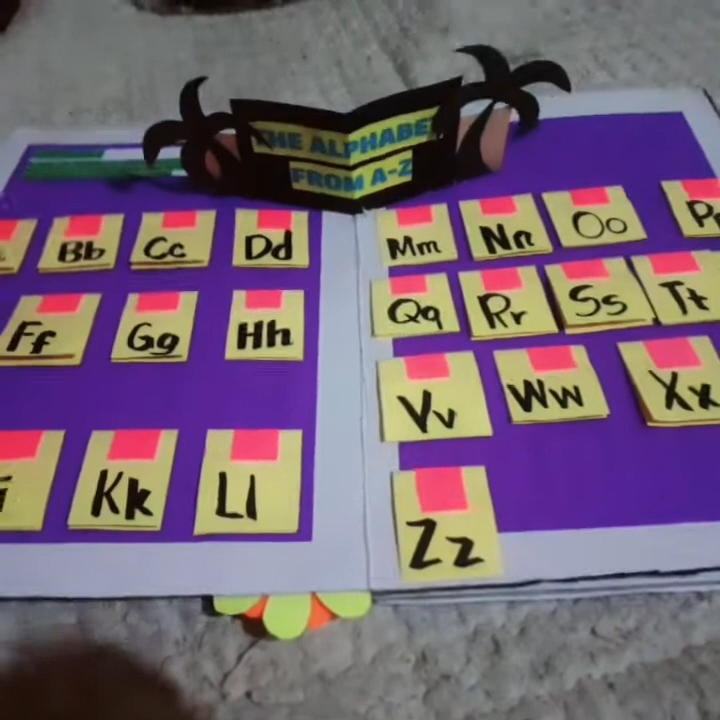 THE ALPHABET
FROM A-Z
Bb Cc Dd
Ff Gg Hh
Kk Ll
Mm Nn Oo
Qq Rr Ss Tt
Vv Ww Xx
Zz